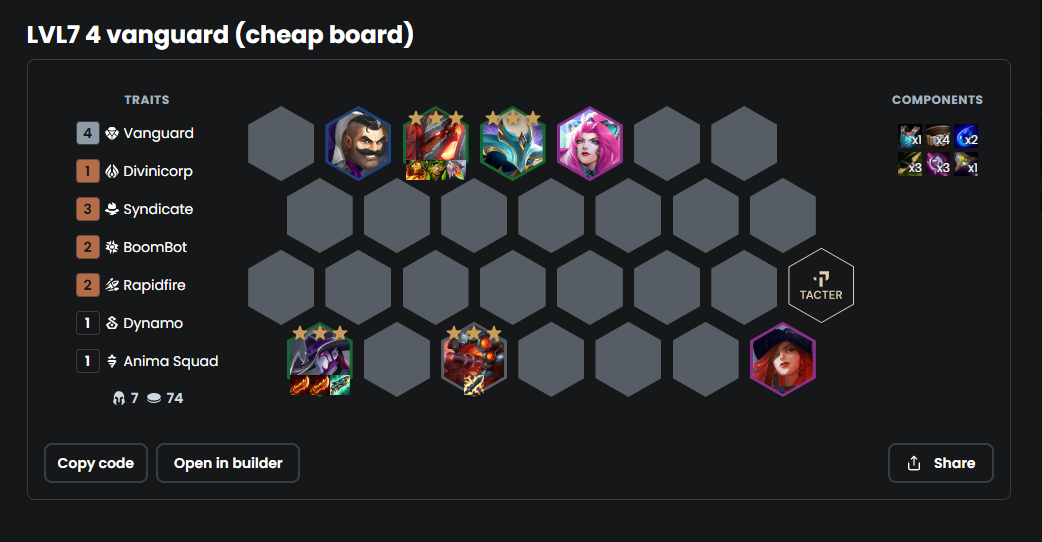 LVL7 4 vanguard (cheap board)
TRAITS
COMPONENTS
4 Vanguard
1 Divinicorp
3 Syndicate
2 BoomBot
2 Rapidfire
1 Dynamo
1 Anima Squad
7 74
x1 x4 x2
x3 x3 x1
TACTER
Copy code
Open in builder
Share